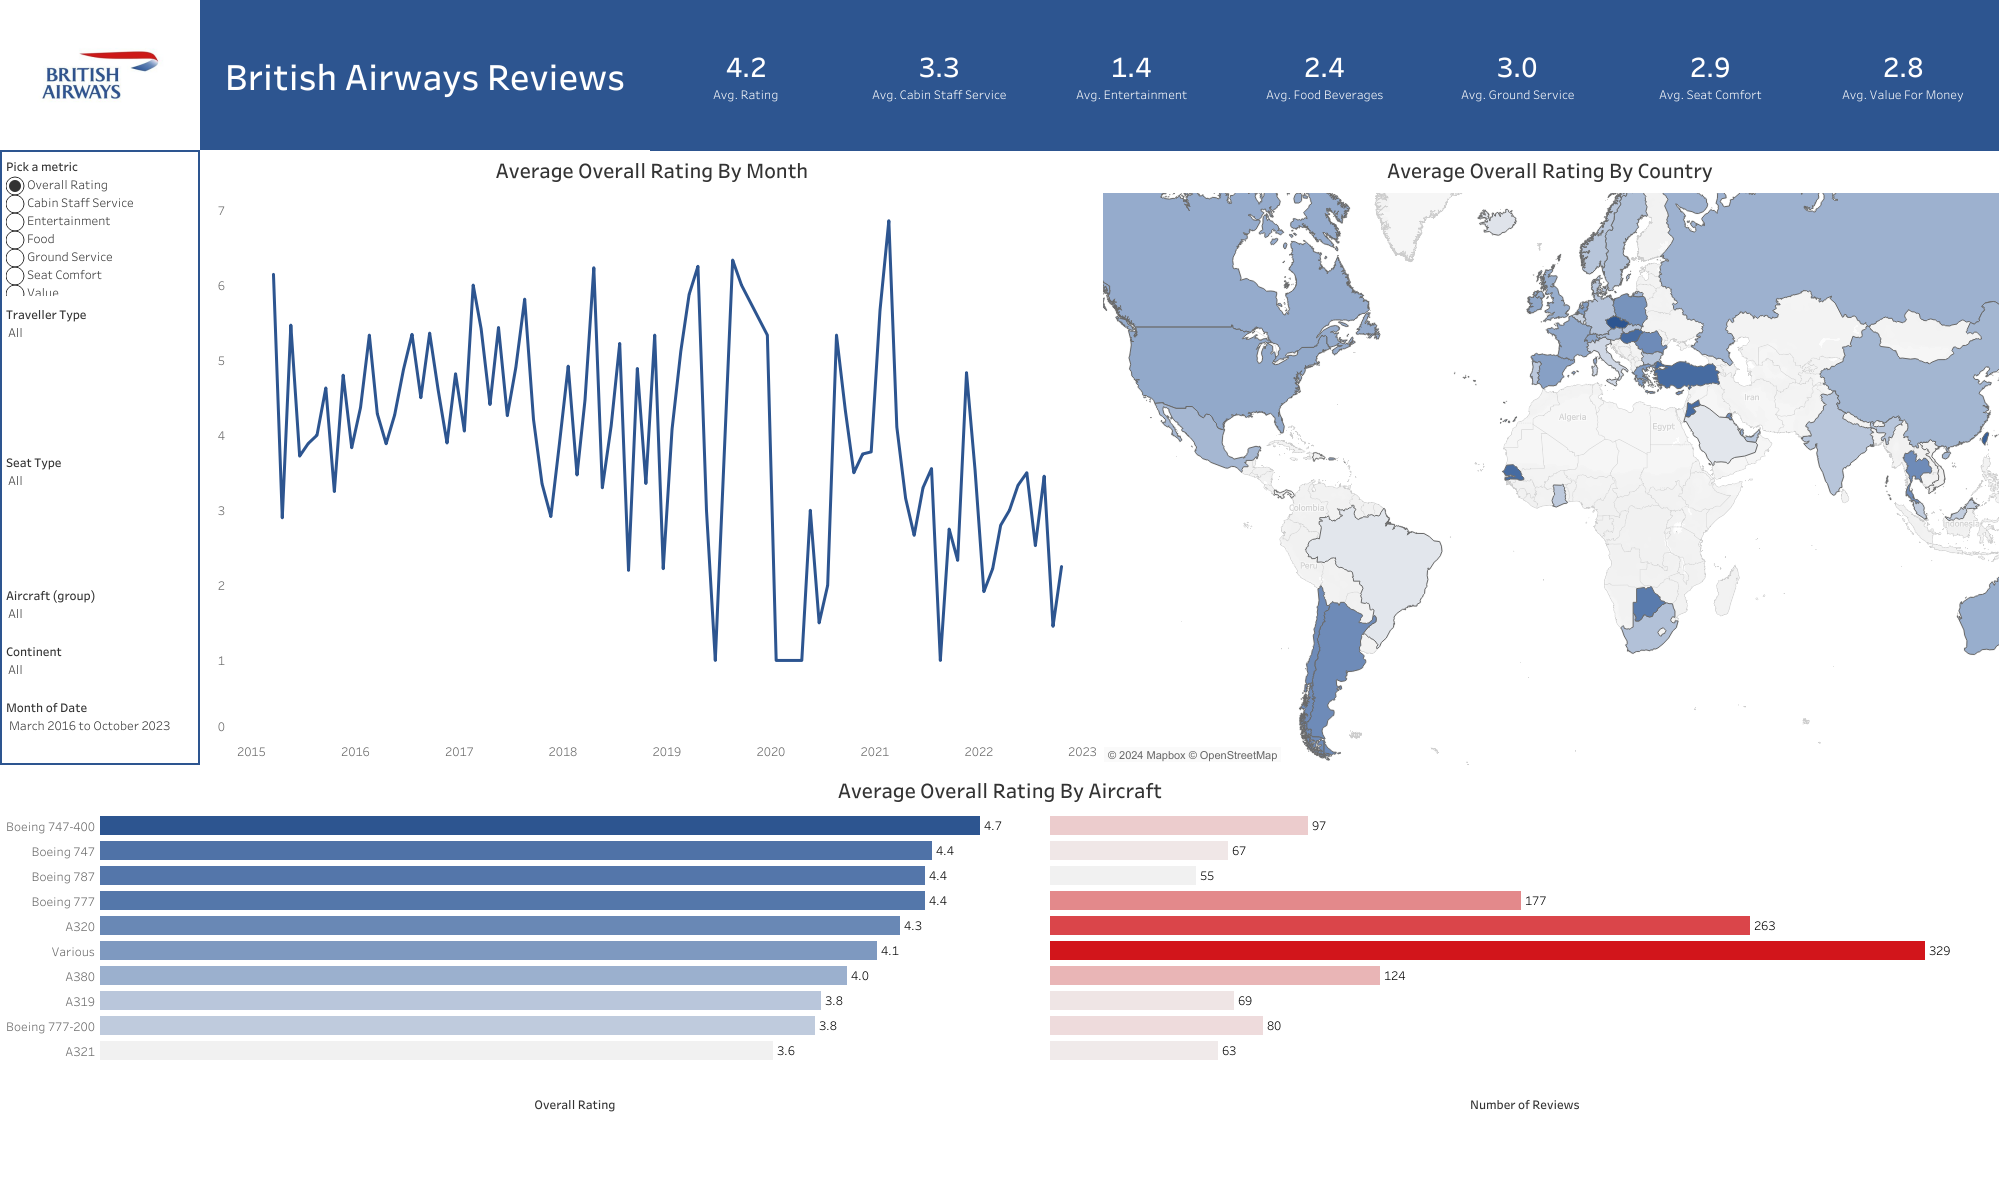 BRITISH
AIRWAYS
British Airways Reviews
4.2
Avg. Rating
3.3
Avg. Cabin Staff Service
1.4
Avg. Entertainment
2.4
Avg. Food Beverages
3.0
Avg. Ground Service
2.9
Avg. Seat Comfort
2.8
Avg. Value For Money
Pick a metric
Overall Rating
Cabin Staff Service
Entertainment
Food
Ground Service
Seat Comfort
Value
Traveller Type
All
Seat Type
All
Aircraft (group)
All
Continent
All
Month of Date
March 2016 to October 2023
Average Overall Rating By Month
7
6
5
4
3
2
1
0
2015 2016 2017 2018 2019 2020 2021 2022 2023
Average Overall Rating By Country
Iran
Algeria
Egypt
Colombia
Indonesia
Peru
© 2024 Mapbox © OpenStreetMap
Average Overall Rating By Aircraft
Boeing 747-400 4.7 97
Boeing 747 4.4 67
Boeing 787 4.4 55
Boeing 777 4.4 177
A320 4.3 263
Various 4.1 329
A380 4.0 124
A319 3.8 69
Boeing 777-200 3.8 80
A321 3.6 63
Overall Rating
Number of Reviews